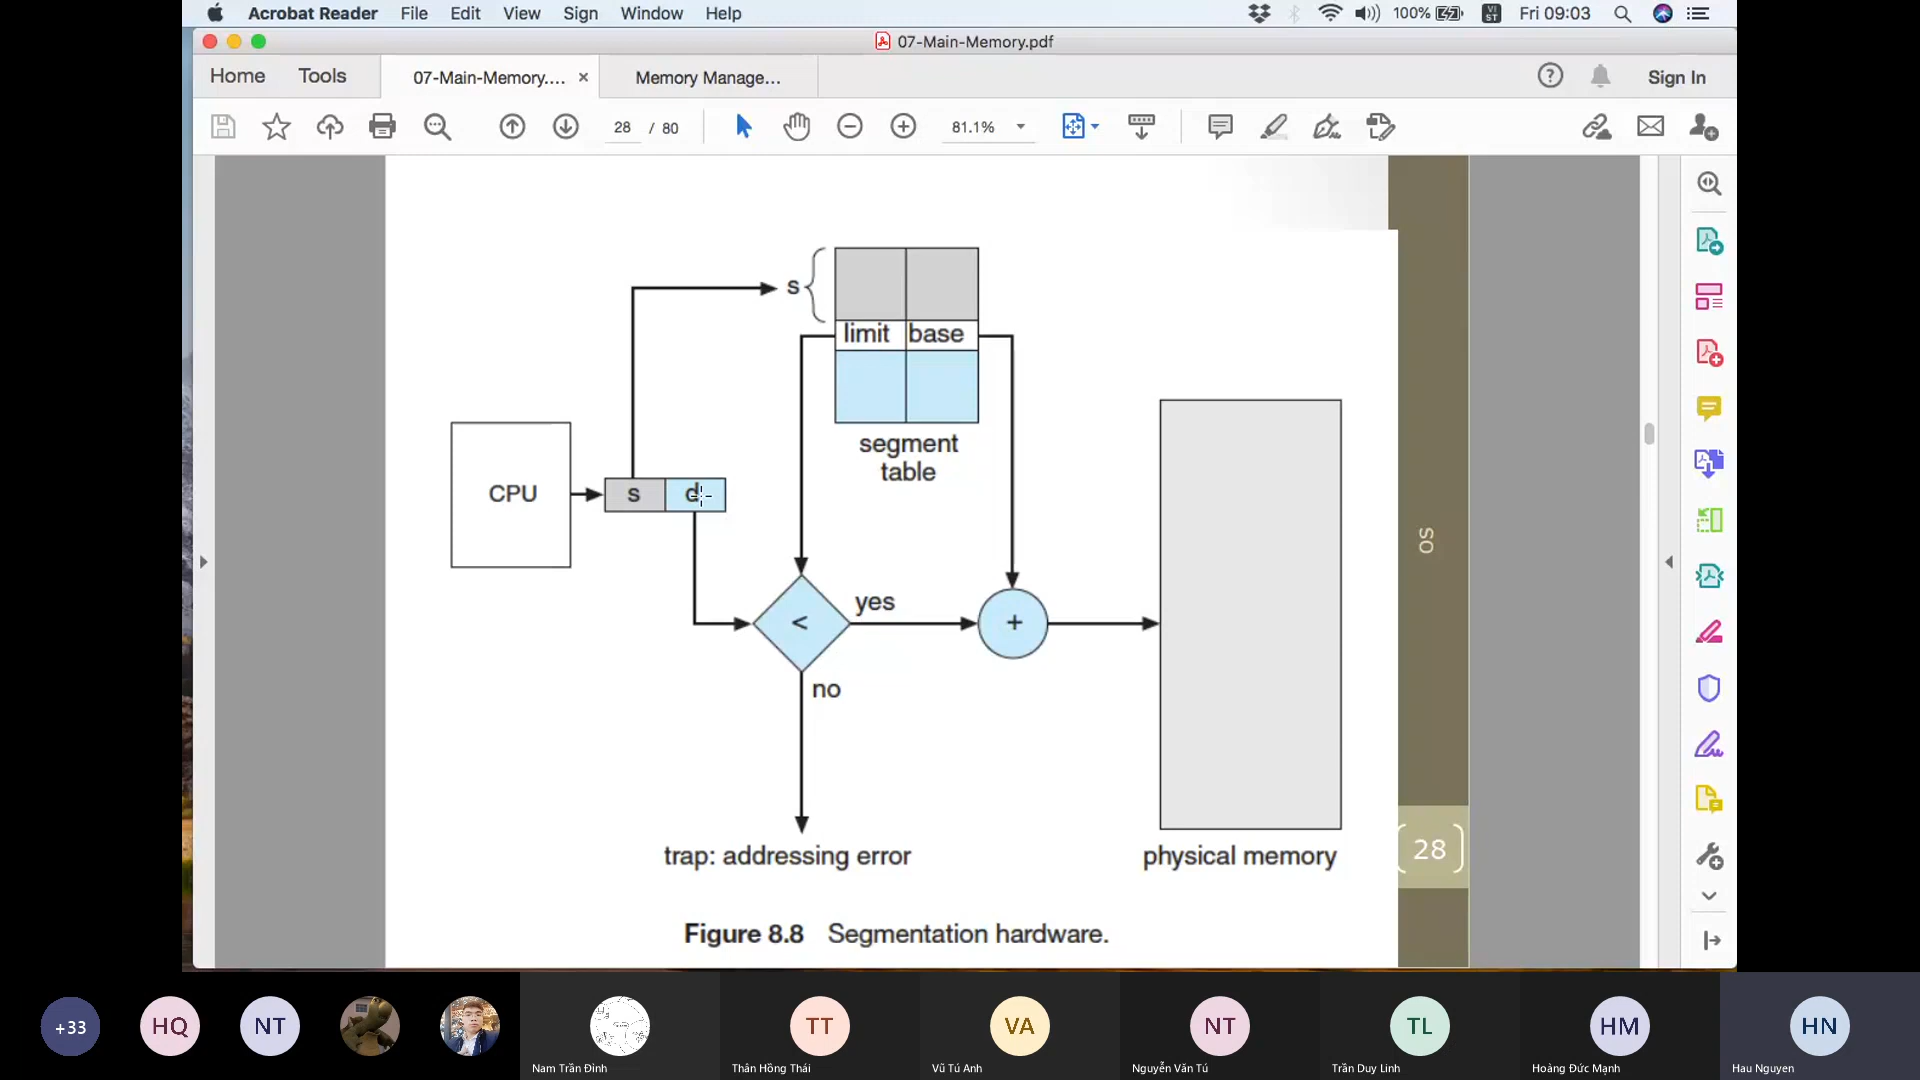 Acrobat Reader File Edit View Sign Window Help 100% VI ST Fri 09:03
07-Main-Memory.pdf
Home Tools 07-Main-Memory.... × Memory Manage... ? Sign In
28 / 80 81.1%
s
limit base
segment
table
CPU
s d
<
yes
+
no
trap: addressing error
physical memory
Figure 8.8 Segmentation hardware.
OS
28
+33 HQ NT TT VA NT TL HM HN
Nam Trần Đình Thân Hồng Thái Vũ Tú Anh Nguyễn Văn Tú Trần Duy Linh Hoàng Đức Mạnh Hau Nguyen